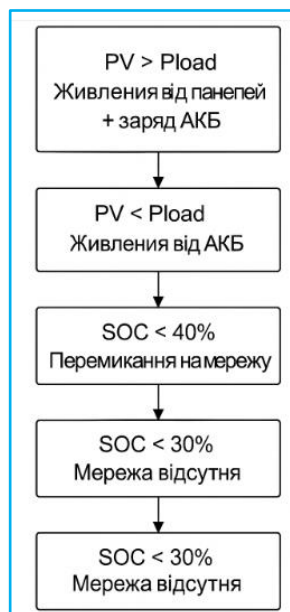 PV > Pload
Живлення від панепей
+ заряд АКБ
PV < Pload
Живлення від АКБ
SOC < 40%
Перемикання на мережу
SOC < 30%
Мережа відсутня
SOC < 30%
Мережа відсутня